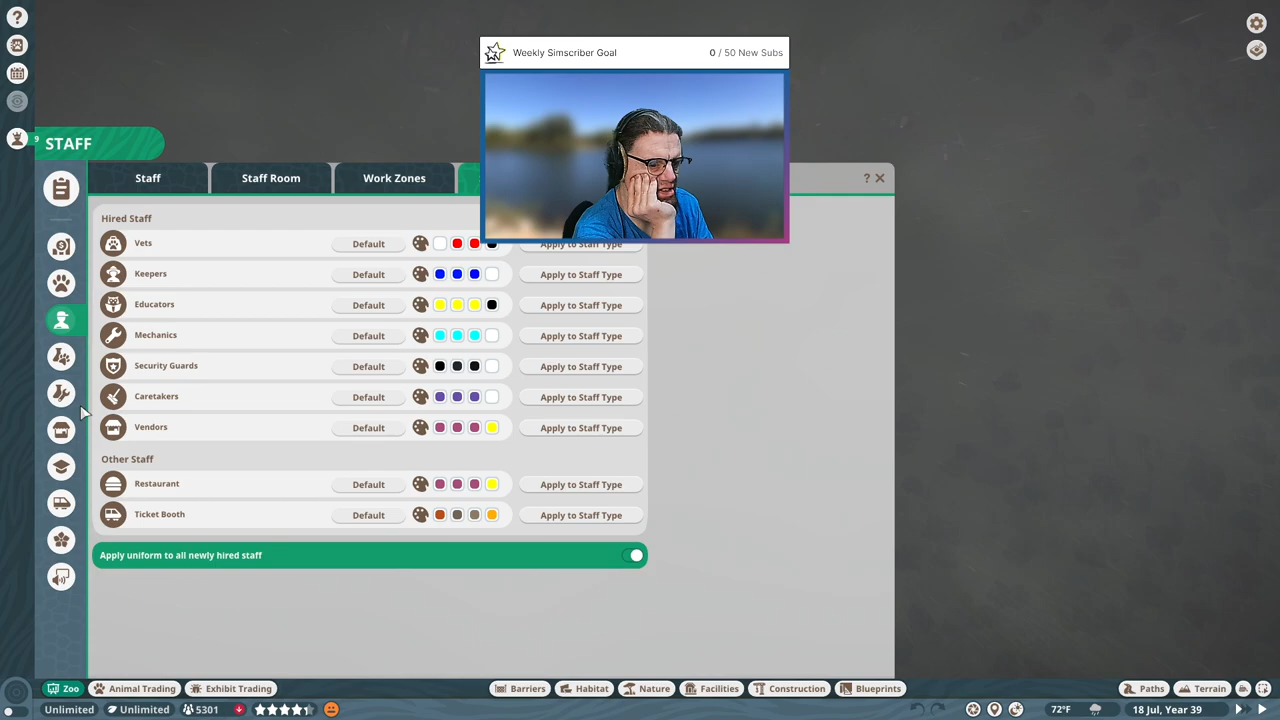 Weekly Simscriber Goal 0 / 50 New Subs
9 STAFF
Staff Staff Room Work Zones ?
Hired Staff
Vets Default Apply to Staff Type
Keepers Default Apply to Staff Type
Educators Default Apply to Staff Type
Mechanics Default Apply to Staff Type
Security Guards Default Apply to Staff Type
Caretakers Default Apply to Staff Type
Vendors Default Apply to Staff Type
Other Staff
Restaurant Default Apply to Staff Type
Ticket Booth Default Apply to Staff Type
Apply uniform to all newly hired staff
Zoo Animal Trading Exhibit Trading Barriers Habitat Nature Facilities Construction Blueprints Paths Terrain
Unlimited Unlimited 5301 72°F 18 Jul, Year 39